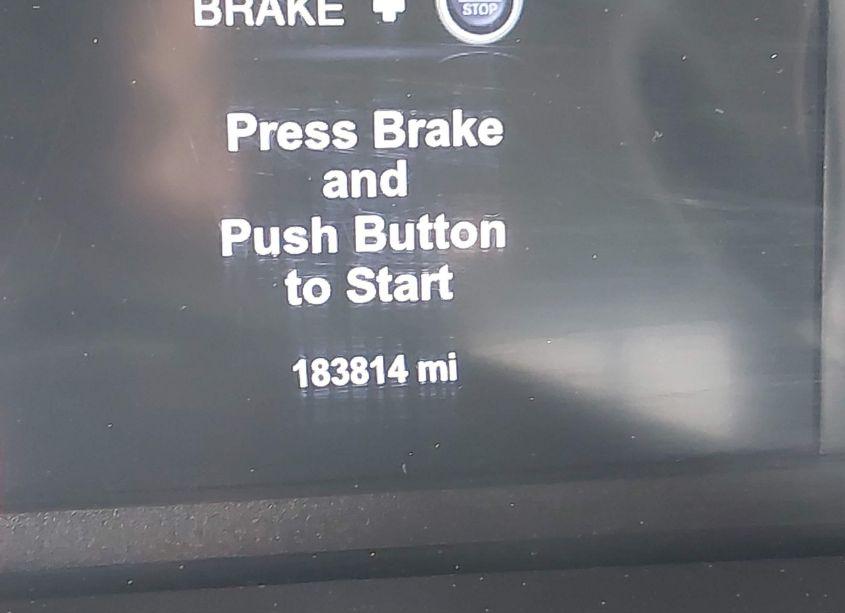 BRAKE +
STOP
Press Brake
and
Push Button
to Start
183814 mi